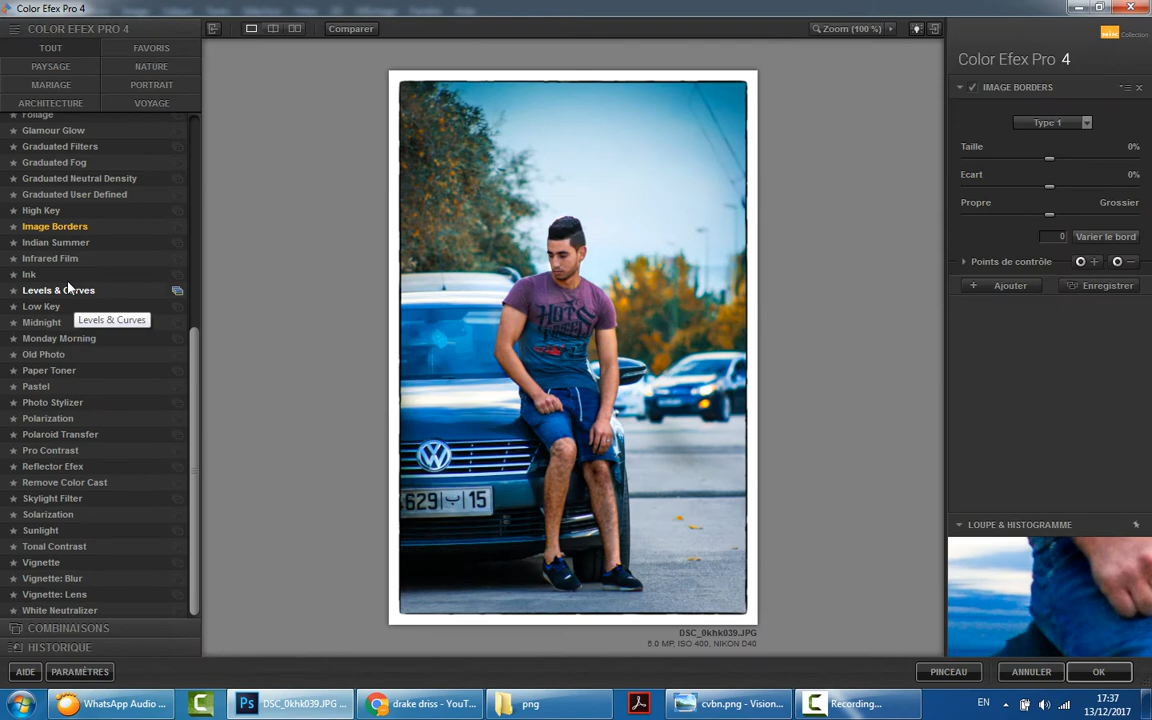 Color Efex Pro 4
COLOR EFEX PRO 4
TOUT
FAVORIS
PAYSAGE
NATURE
MARIAGE
PORTRAIT
ARCHITECTURE
VOYAGE
Foliage
Glamour Glow
Graduated Filters
Graduated Fog
Graduated Neutral Density
Graduated User Defined
High Key
Image Borders
Indian Summer
Infrared Film
Ink
Levels & Curves
Low Key
Midnight
Levels & Curves
Monday Morning
Old Photo
Paper Toner
Pastel
Photo Stylizer
Polarization
Polaroid Transfer
Pro Contrast
Reflector Efex
Remove Color Cast
Skylight Filter
Solarization
Sunlight
Tonal Contrast
Vignette
Vignette: Blur
Vignette: Lens
White Neutralizer
COMBINAISONS
HISTORIQUE
AIDE
PARAMÈTRES
Comparer
Zoom (100 %)
HOTS
629 | ب | 15
DSC_0khk039.JPG
6.0 MP, ISO 400, NIKON D40
nik Collection
Color Efex Pro 4
IMAGE BORDERS
Type 1
Taille 0%
Ecart 0%
Propre Grossier
0 Varier le bord
Points de contrôle
+ −
+ Ajouter
Enregistrer
LOUPE & HISTOGRAMME
PINCEAU
ANNULER
OK
WhatsApp Audio ...
Ps DSC_0khk039.JPG ...
drake driss - YouT...
png
cvbn.png - Vision...
Recording...
EN
17:37
13/12/2017